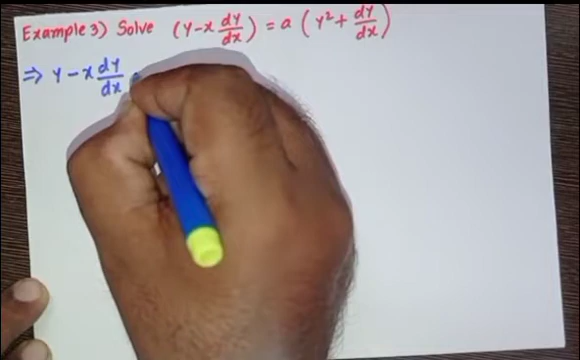 Example 3) Solve (y-x dy/dx) = a (y² + dy/dx)
⇒ y - x dy/dx